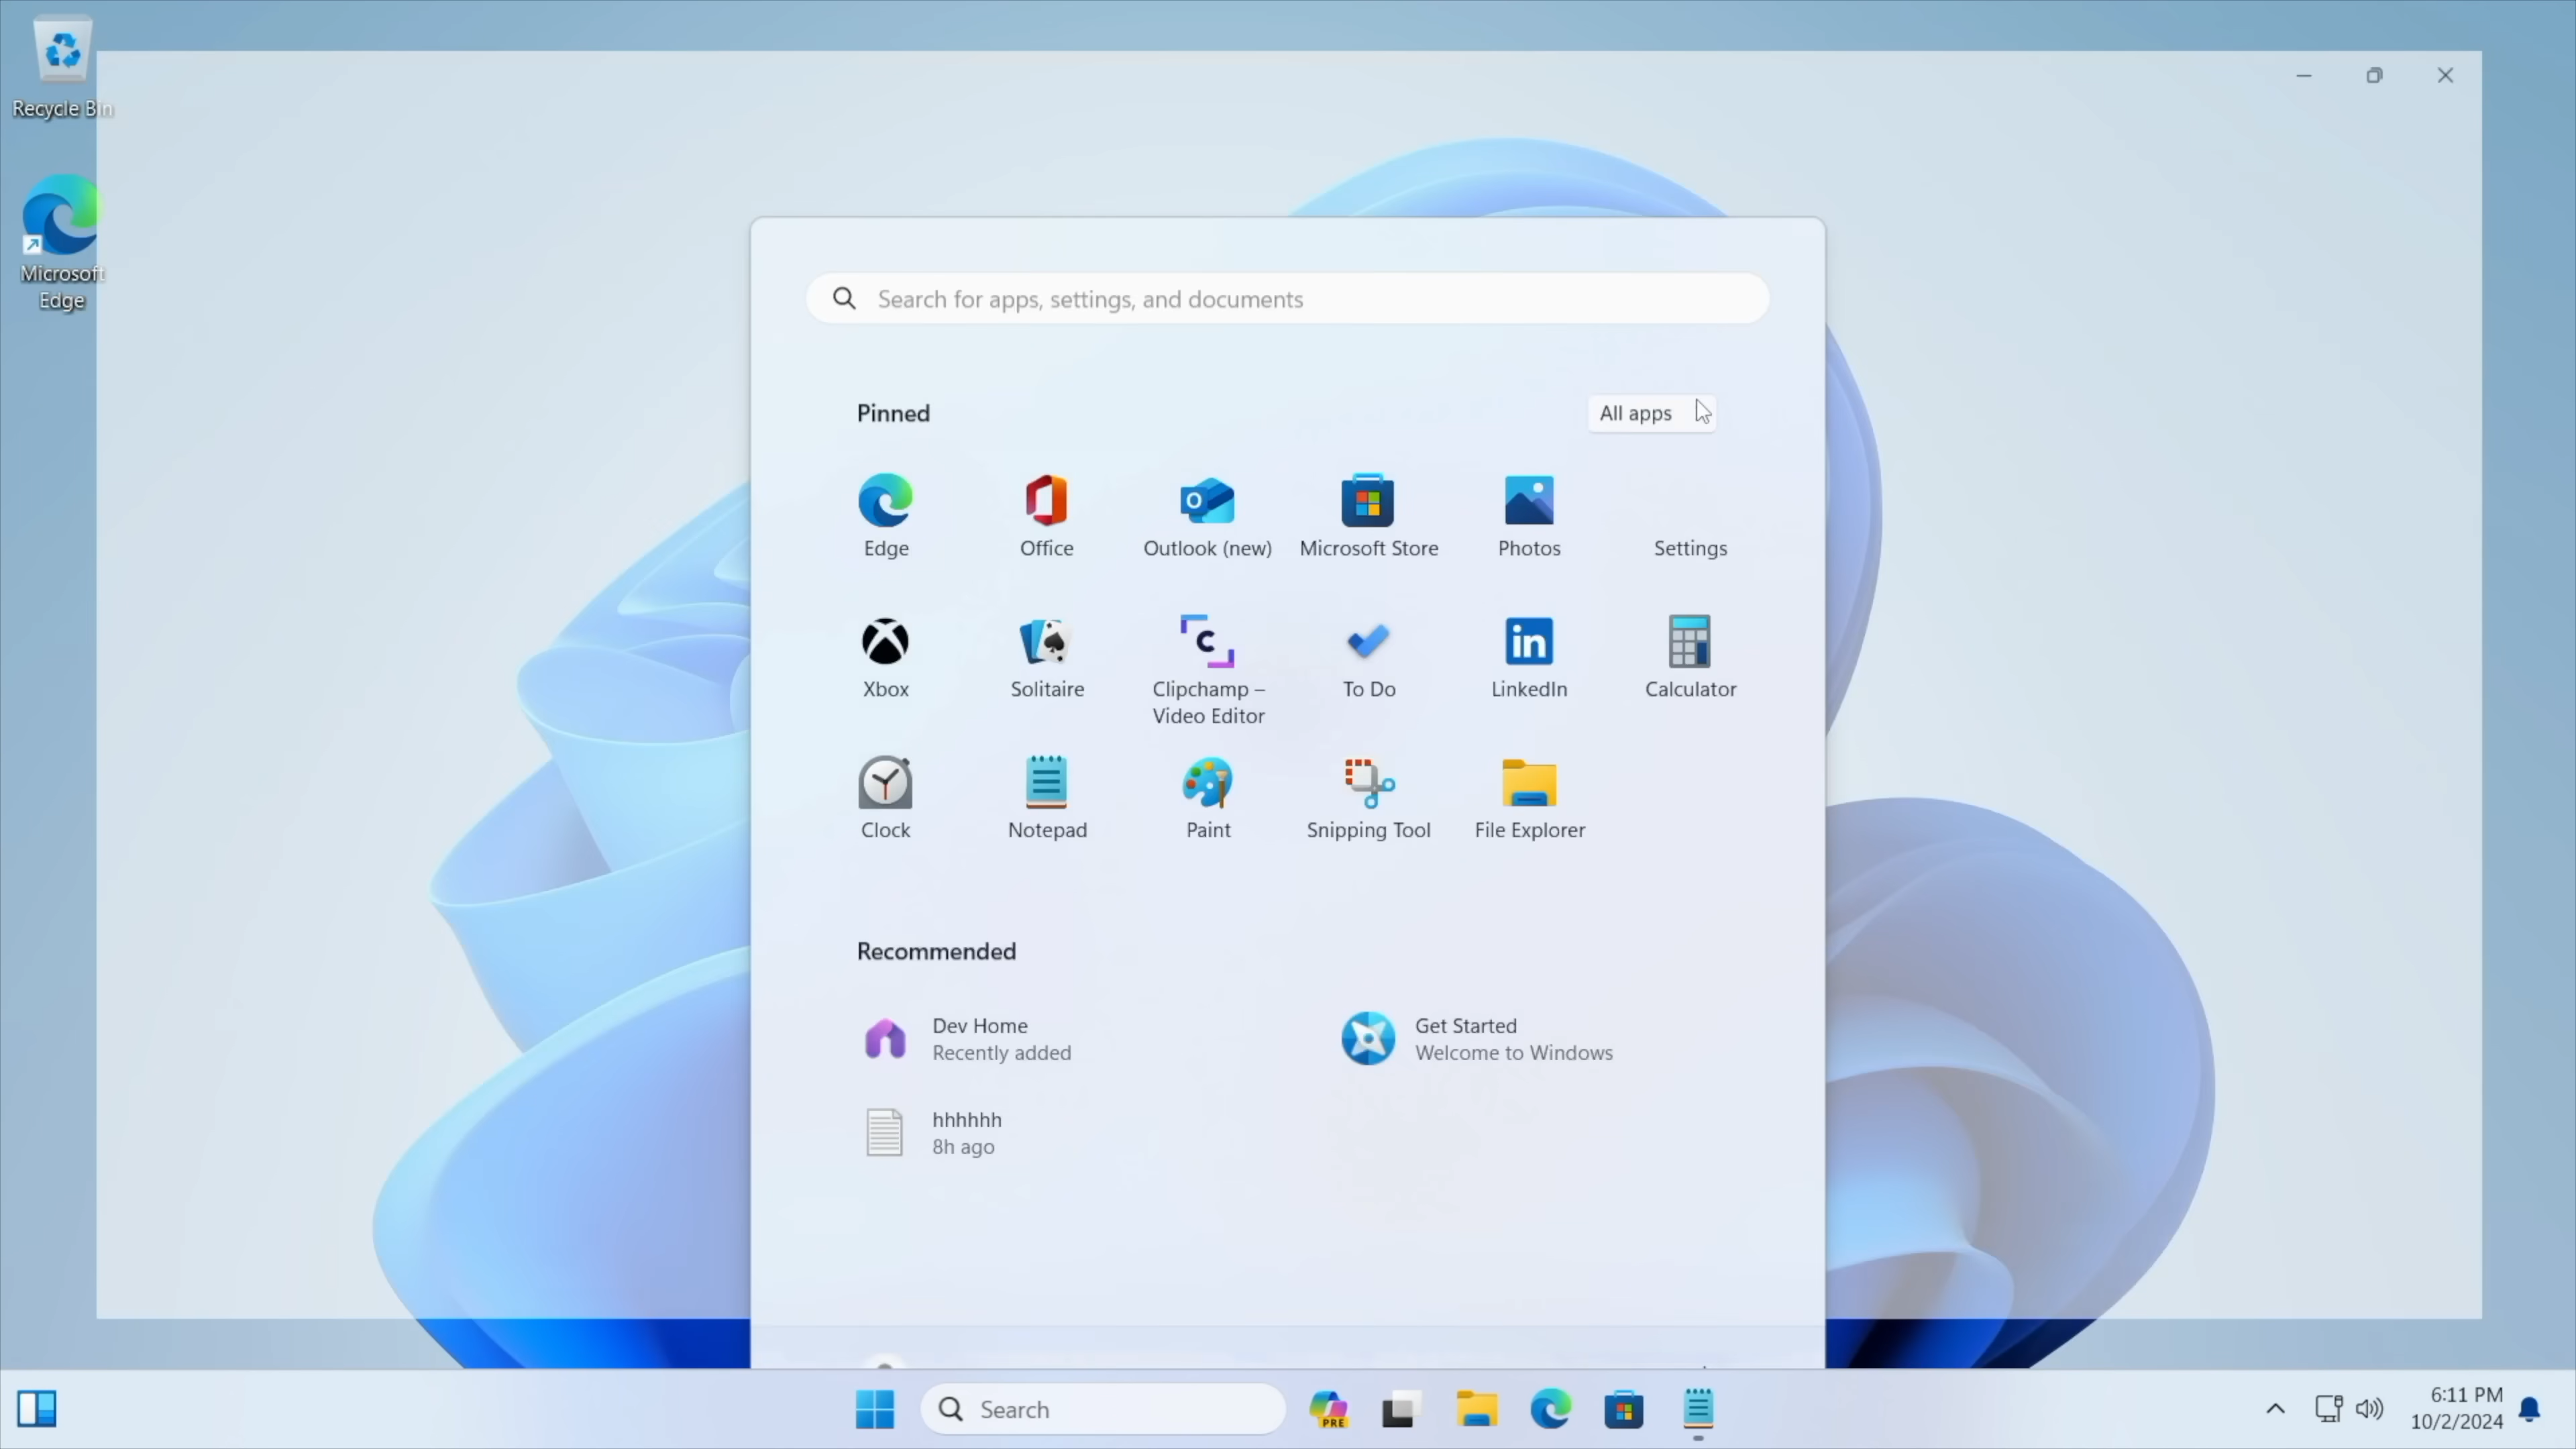 Recycle Bin
Microsoft
Edge
Search for apps, settings, and documents
Pinned
All apps
Edge
Office
Outlook (new)
Microsoft Store
Photos
Settings
Xbox
Solitaire
Clipchamp –
Video Editor
To Do
LinkedIn
Calculator
Clock
Notepad
Paint
Snipping Tool
File Explorer
Recommended
Dev Home
Recently added
Get Started
Welcome to Windows
hhhhhh
8h ago
Search
PRE
6:11 PM
10/2/2024